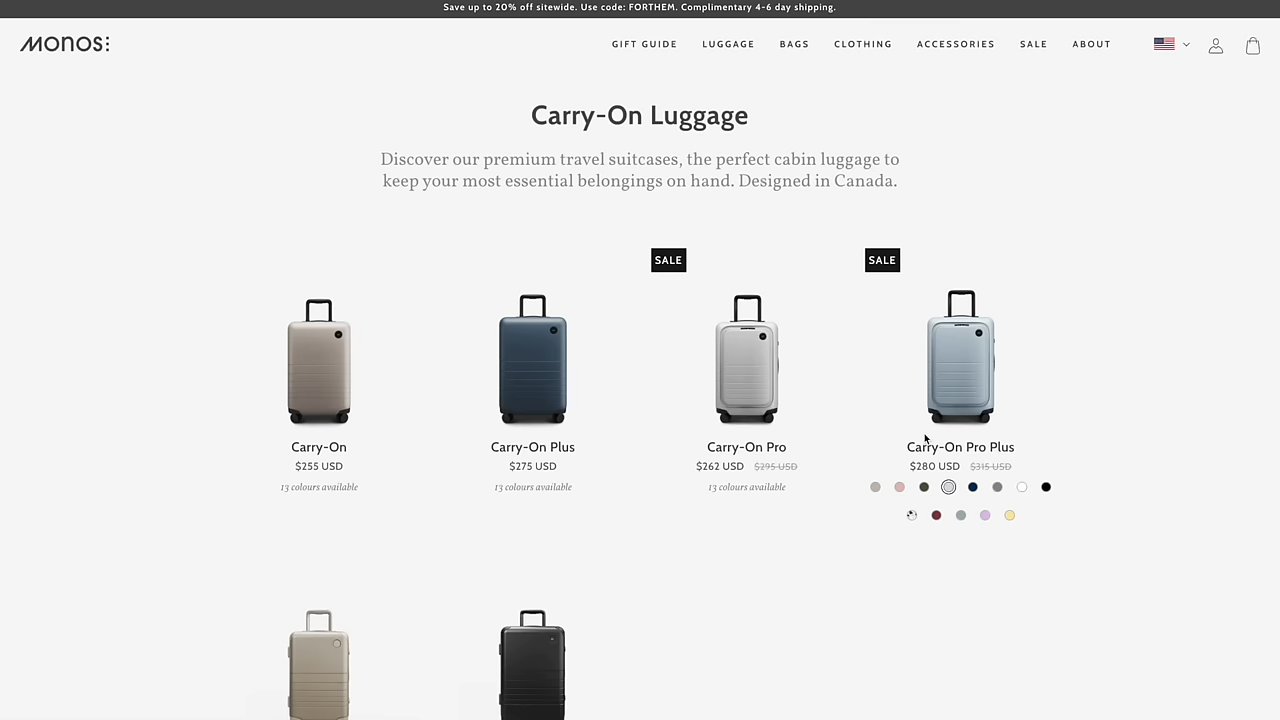 Save up to 20% off sitewide. Use code: FORTHEM. Complimentary 4-6 day shipping.
MONOS GIFT GUIDE LUGGAGE BAGS CLOTHING ACCESSORIES SALE ABOUT
Carry-On Luggage
Discover our premium travel suitcases, the perfect cabin luggage to
keep your most essential belongings on hand. Designed in Canada.
SALE SALE
Carry-On Carry-On Plus Carry-On Pro Carry-On Pro Plus
$255 USD $275 USD $262 USD $295 USD $280 USD $315 USD
13 colours available 13 colours available 13 colours available